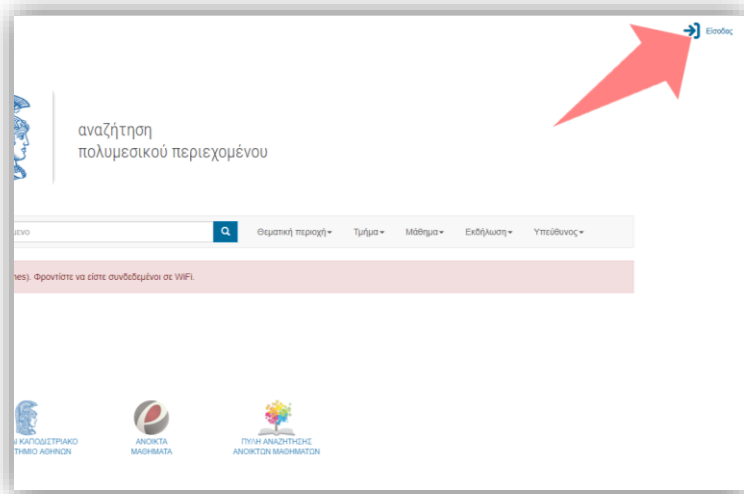 Είσοδος
αναζήτηση
πολυμεσικού περιεχομένου
Θεματική περιοχή Τμήμα Μάθημα Εκδήλωση Υπεύθυνος
Φροντίστε να είστε συνδεδεμένοι σε WiFi.
ΚΑΠΟΔΙΣΤΡΙΑΚΟ
ΑΘΗΝΩΝ
ΑΝΟΙΚΤΑ
ΜΑΘΗΜΑΤΑ
ΠΥΛΗ ΑΝΑΖΗΤΗΣΗΣ
ΑΝΟΙΚΤΩΝ ΜΑΘΗΜΑΤΩΝ